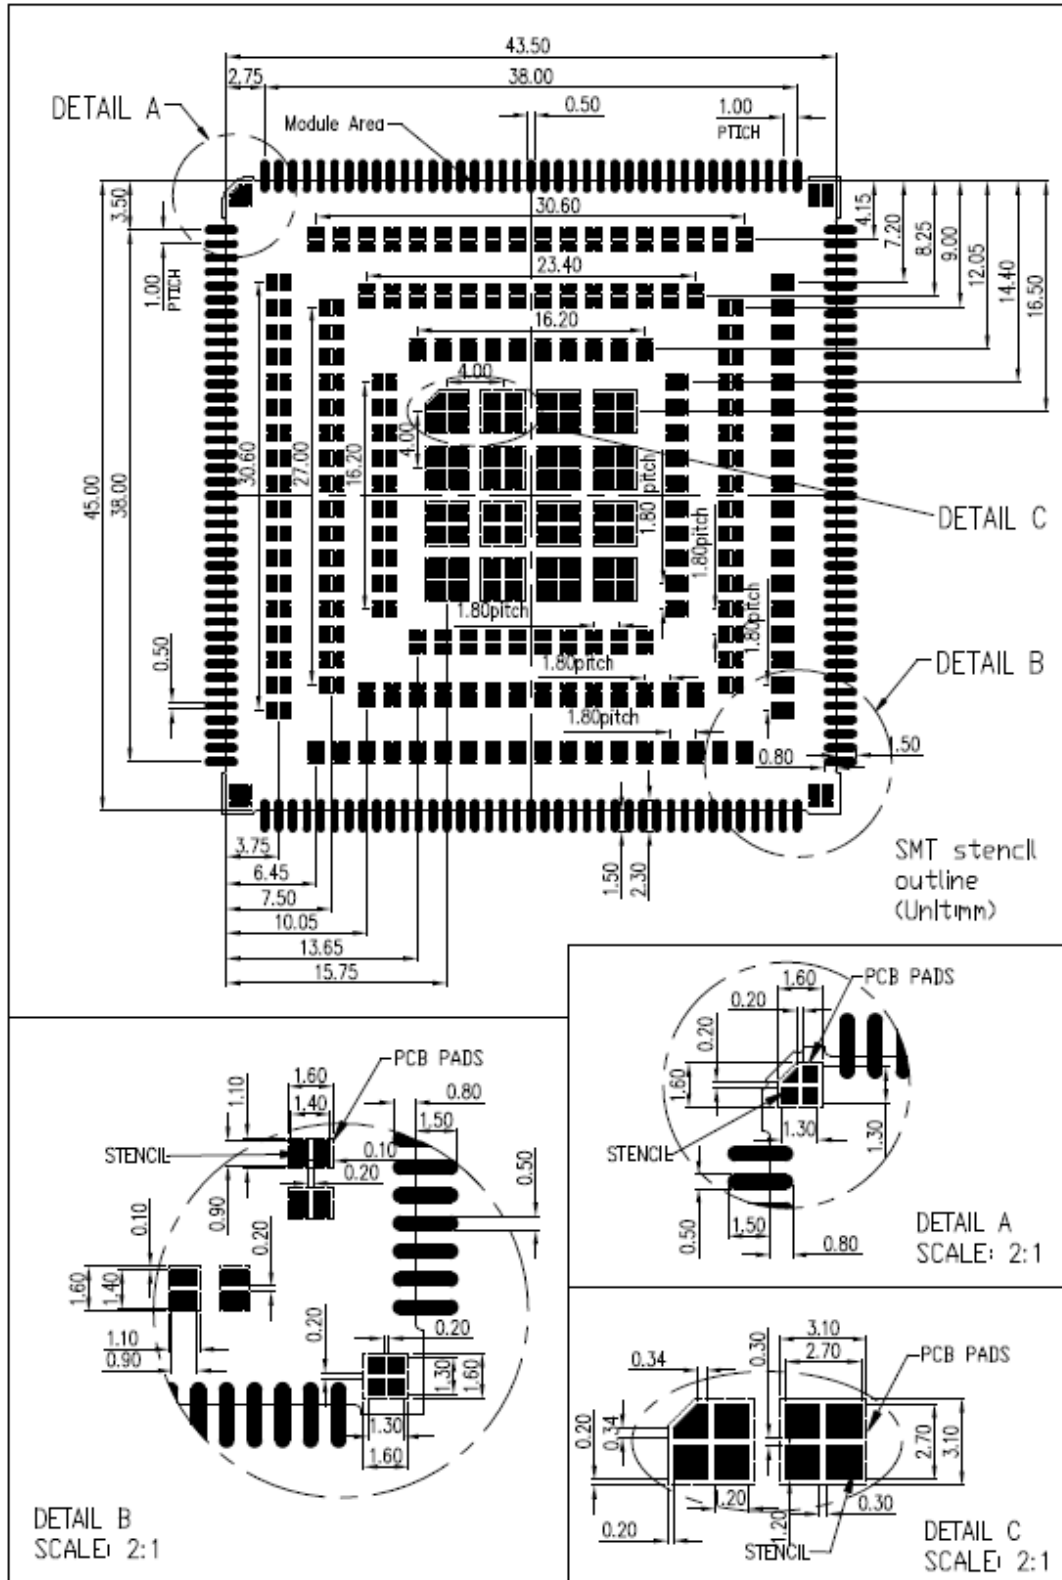 43.50
2.75
38.00
DETAIL A
0.50
1.00
PTICH
Module Area
3.50
4.15
7.20
8.25
9.00
12.05
14.40
16.50
30.60
1.00
PTICH
23.40
16.20
4.00
4.00
45.00
38.00
30.60
27.00
16.20
1.80 pitch
1.80pitch
1.80pitch
DETAIL C
1.80pitch
0.50
1.80pitch
DETAIL B
1.80pitch
0.80
.50
3.75
6.45
7.50
10.05
13.65
15.75
1.50
2.30
SMT stencil
outline
(Unit:mm)
PCB PADS
1.60
1.40
1.10
0.80
1.50
STENCIL
0.10
0.20
0.50
0.90
0.10
0.20
1.60
1.40
1.10
0.90
0.20
0.20
1.30
1.60
1.30
1.60
DETAIL B
SCALE: 2:1
PCB PADS
1.60
0.20
0.20
1.60
1.30
1.30
STENCIL
0.50
1.50
0.80
DETAIL A
SCALE: 2:1
3.10
2.70
0.30
0.34
PCB PADS
0.34
0.20
2.70
3.10
.20
0.20
1.20
0.30
STENCIL
DETAIL C
SCALE: 2:1